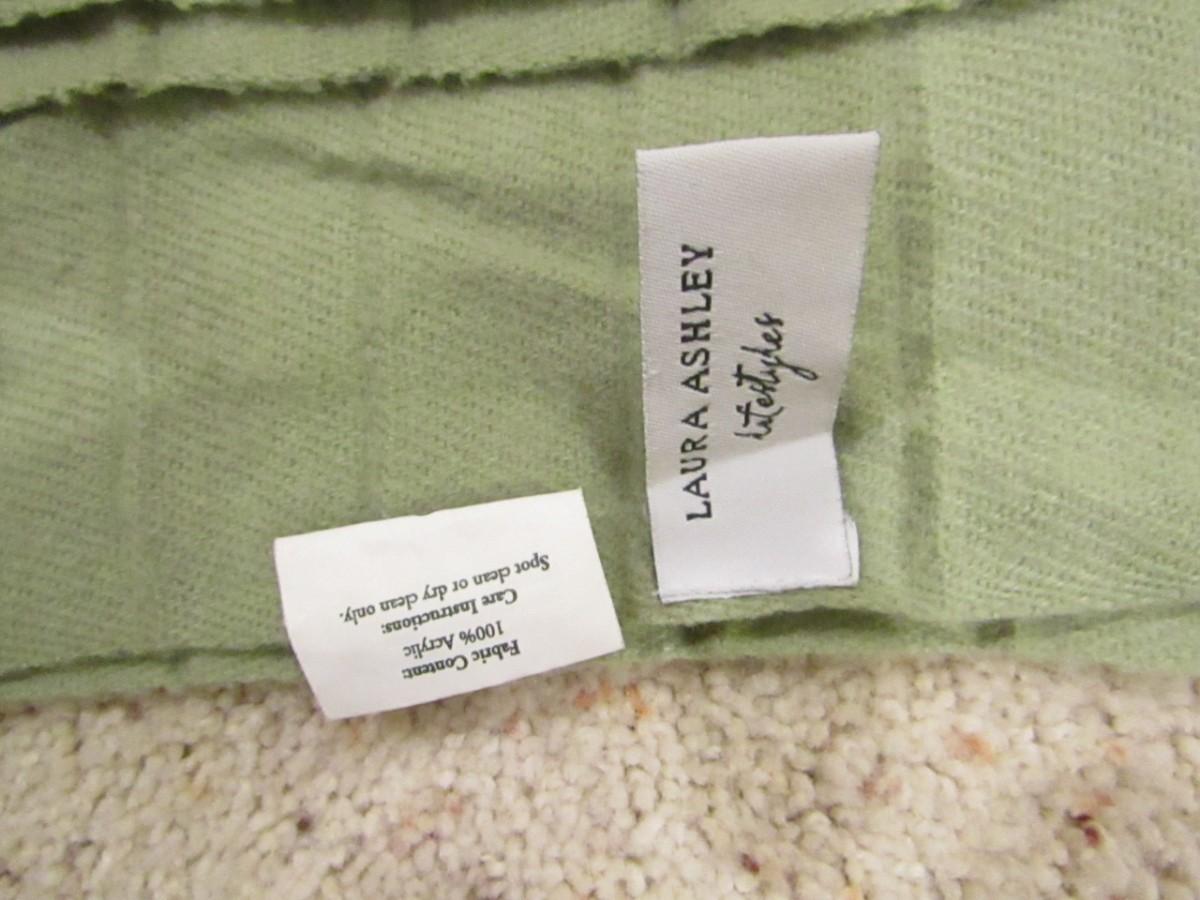 LAURA ASHLEY
lifestyles
Fabric Content:
100% Acrylic
Care Instructions:
Spot clean or dry clean only.